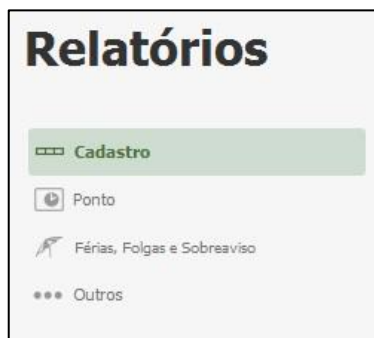 Relatórios
Cadastro
Ponto
Férias, Folgas e Sobreaviso
Outros